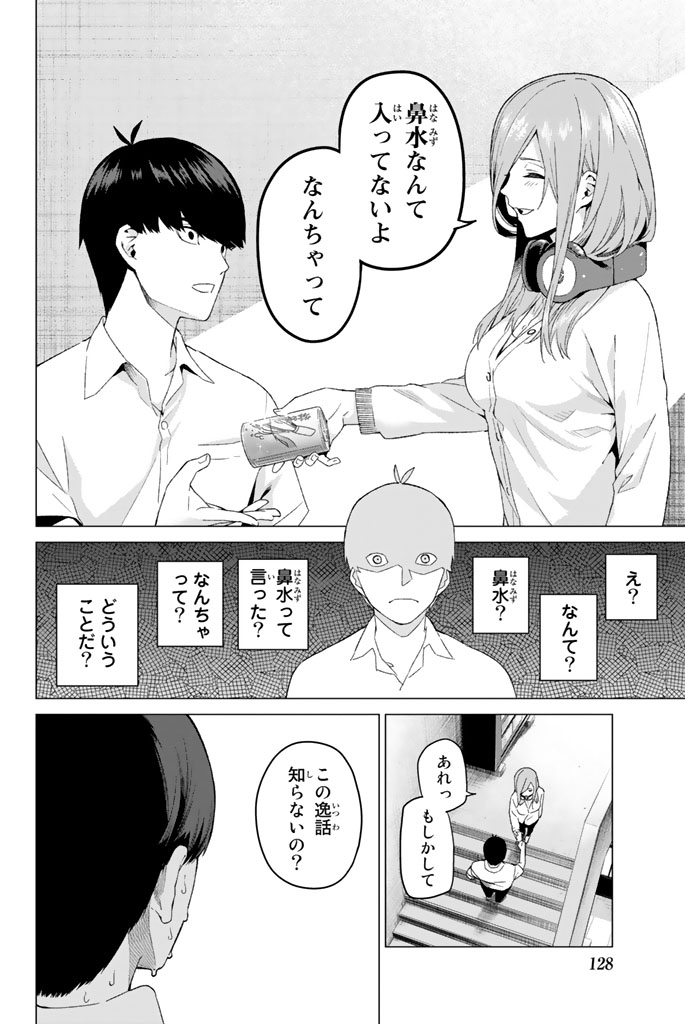 鼻水なんて
入ってないよ
なんちゃって
え?
なんて?
鼻水?
鼻水って
言った?
なんちゃ
って?
どういう
ことだ?
あれっ
もしかして
この逸話
知らないの?
128